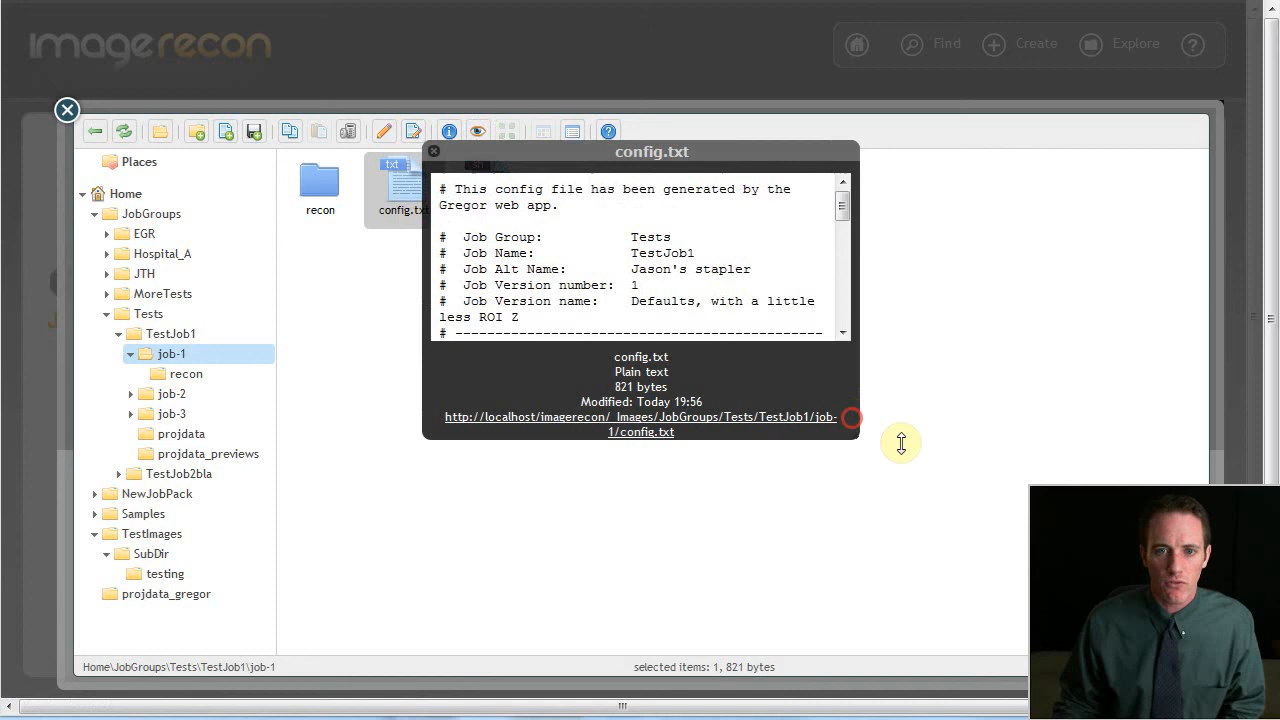 imagerecon
Find
Create
Explore
?
Places
Home
JobGroups
EGR
Hospital_A
JTH
MoreTests
Tests
TestJob1
job-1
recon
job-2
job-3
projdata
projdata_previews
TestJob2bla
NewJobPack
Samples
TestImages
SubDir
testing
projdata_gregor
recon
txt
config.txt
config.txt
# This config file has been generated by the
Gregor web app.
#  Job Group:           Tests
#  Job Name:            TestJob1
#  Job Alt Name:        Jason's stapler
#  Job Version number:  1
#  Job Version name:    Defaults, with a little
less ROI Z
# ----------------------------------------------
config.txt
Plain text
821 bytes
Modified: Today 19:56
http://localhost/imagerecon/_Images/JobGroups/Tests/TestJob1/job-
1/config.txt
Home\JobGroups\Tests\TestJob1\job-1
selected items: 1, 821 bytes